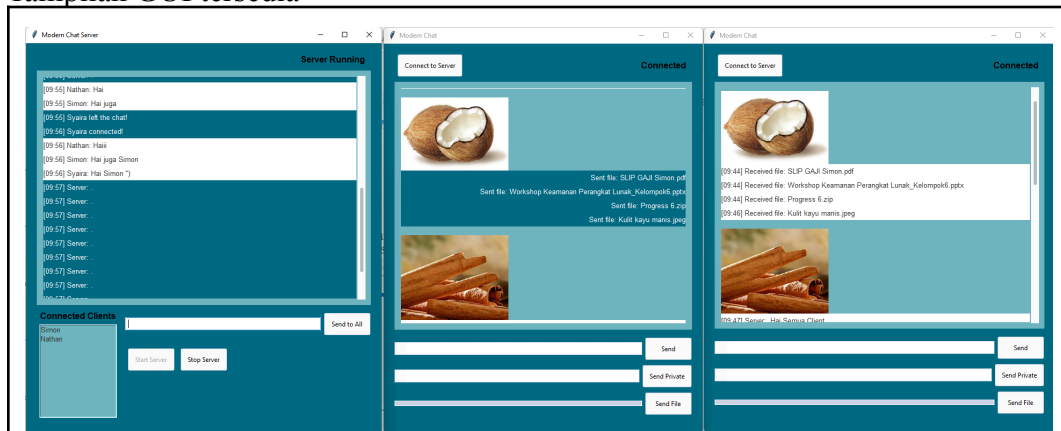 Tampilan GUI tersedia
Modern Chat Server
Server Running
[09:55] Nathan: Hai
[09:55] Simon: Hai juga
[09:55] Syaira left the chat!
[09:56] Syaira connected!
[09:56] Nathan: Haiii
[09:56] Simon: Hai juga Simon
[09:56] Syaira: Hai Simon ")
[09:57] Server: .
[09:57] Server: .
[09:57] Server: .
[09:57] Server: .
[09:57] Server: .
[09:57] Server: .
[09:57] Server: .
[09:57] Server: .
[09:57] Server:
Connected Clients
Simon
Nathan
Send to All
Start Server
Stop Server
Modern Chat
Connect to Server
Connected
Sent file: SLIP GAJI Simon.pdf
Sent file: Workshop Keamanan Perangkat Lunak_Kelompok6.pptx
Sent file: Progress 6.zip
Sent file: Kulit kayu manis.jpeg
Send
Send Private
Send File
Modern Chat
Connect to Server
Connected
[09:44] Received file: SLIP GAJI Simon.pdf
[09:44] Received file: Workshop Keamanan Perangkat Lunak_Kelompok6.pptx
[09:44] Received file: Progress 6.zip
[09:46] Received file: Kulit kayu manis.jpeg
[09:47] Server: Hai Semua Client
Send
Send Private
Send File